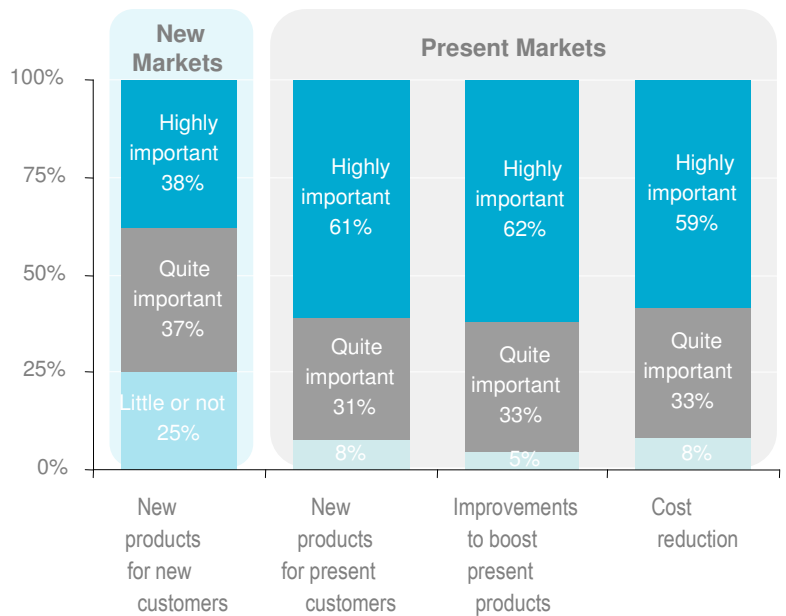 New
Markets
Present Markets
100%
75%
50%
25%
0%
Highly
important
38%
Quite
important
37%
Little or not
25%
Highly
important
61%
Quite
important
31%
8%
Highly
important
62%
Quite
important
33%
5%
Highly
important
59%
Quite
important
33%
8%
New
products
for new
customers
New
products
for present
customers
Improvements
to boost
present
products
Cost
reduction